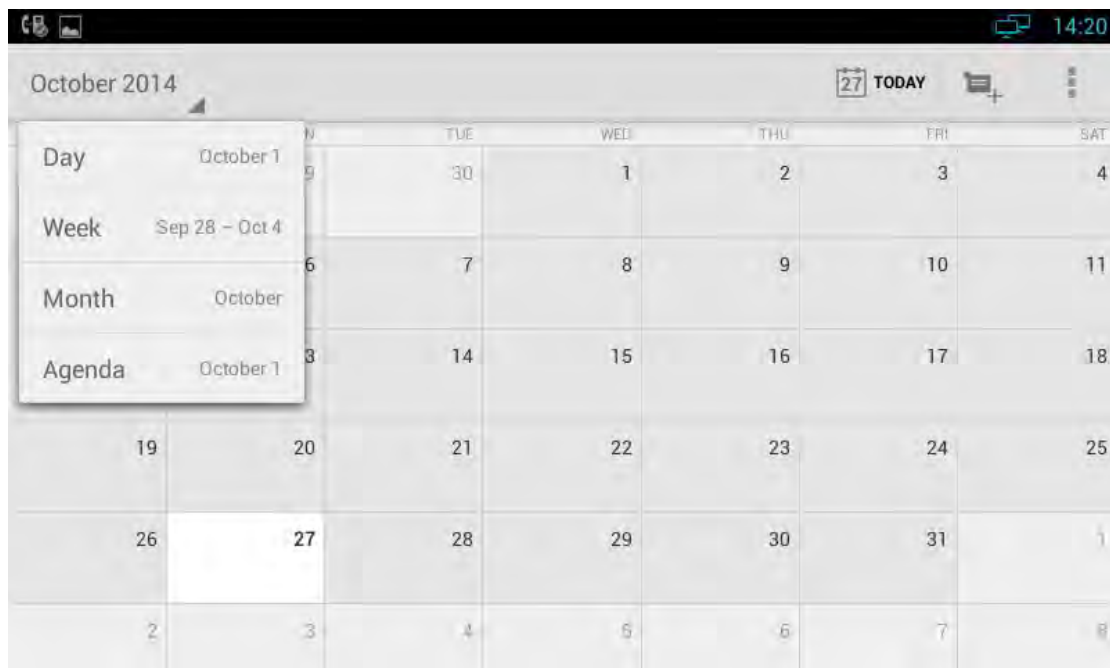 14:20
October 2014 27 TODAY
N TUE WED THU FRI SAT
Day October 1
9 30 1 2 3 4
Week Sep 28 – Oct 4
6 7 8 9 10 11
Month October
3 14 15 16 17 18
Agenda October 1
19 20 21 22 23 24 25
26 27 28 29 30 31 1
2 3 4 5 6 7 8